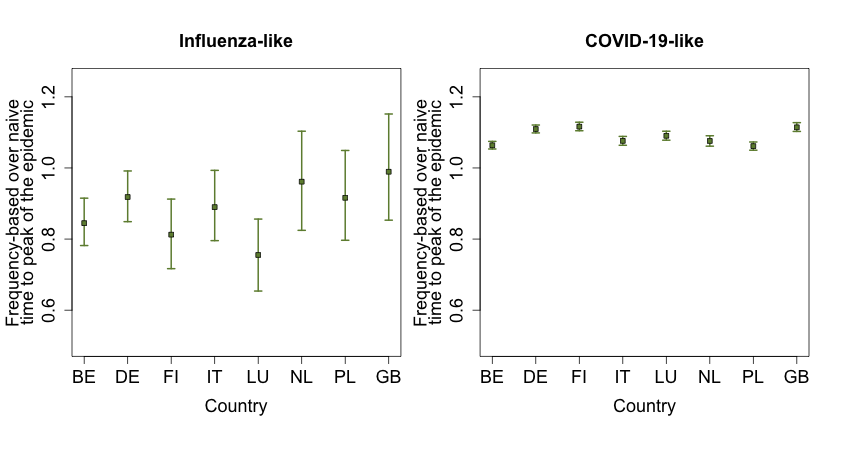 Influenza-like
Frequency-based over naive
time to peak of the epidemic
1.2
1.0
0.8
0.6
BE DE FI IT LU NL PL GB
Country
COVID-19-like
Frequency-based over naive
time to peak of the epidemic
1.2
1.0
0.8
0.6
BE DE FI IT LU NL PL GB
Country